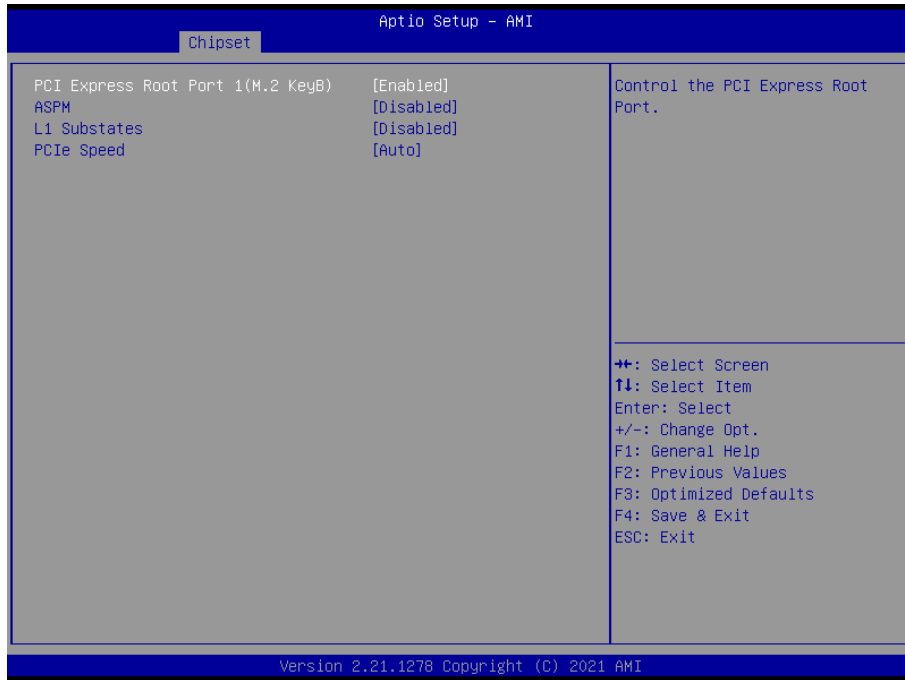 Aptio Setup – AMI
Chipset
PCI Express Root Port 1(M.2 KeyB) [Enabled]
ASPM [Disabled]
L1 Substates [Disabled]
PCIe Speed [Auto]
Control the PCI Express Root
Port.
→←: Select Screen
↑↓: Select Item
Enter: Select
+/-: Change Opt.
F1: General Help
F2: Previous Values
F3: Optimized Defaults
F4: Save & Exit
ESC: Exit
Version 2.21.1278 Copyright (C) 2021 AMI